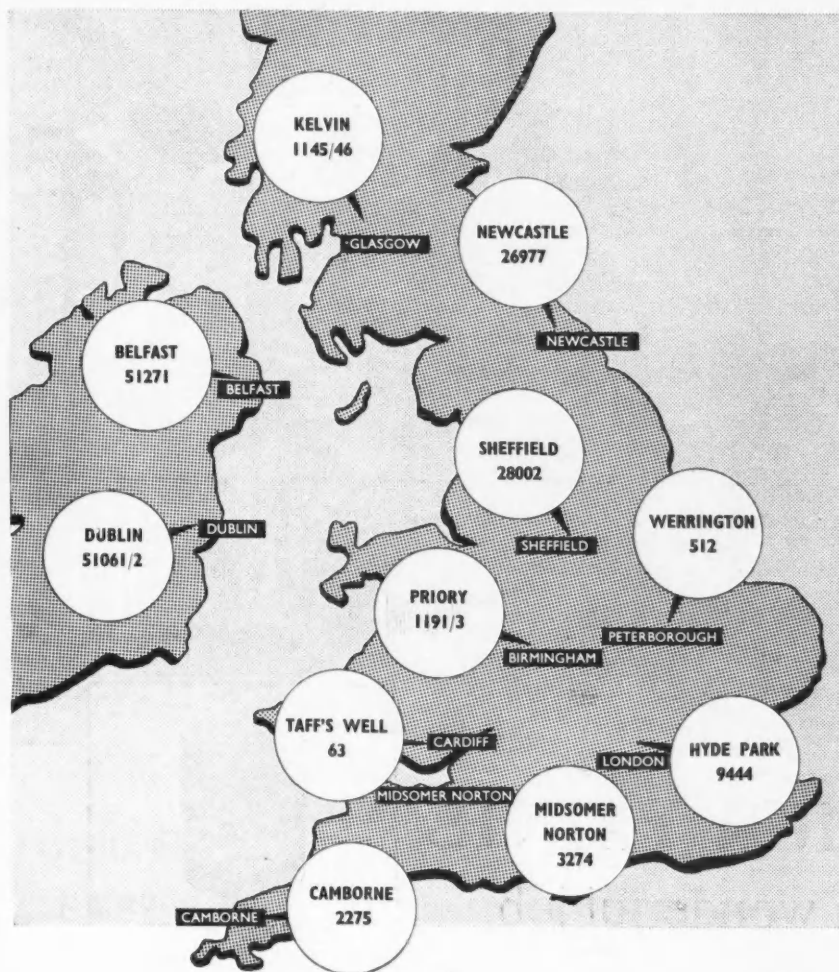 KELVIN
1145/46
GLASGOW
NEWCASTLE
26977
NEWCASTLE
BELFAST
51271
BELFAST
SHEFFIELD
28002
SHEFFIELD
WERRINGTON
512
PETERBOROUGH
DUBLIN
51061/2
DUBLIN
PRIORY
1191/3
BIRMINGHAM
TAFF'S WELL
63
CARDIFF
HYDE PARK
9444
LONDON
MIDSOMER NORTON
MIDSOMER
NORTON
3274
CAMBORNE
2275
CAMBORNE